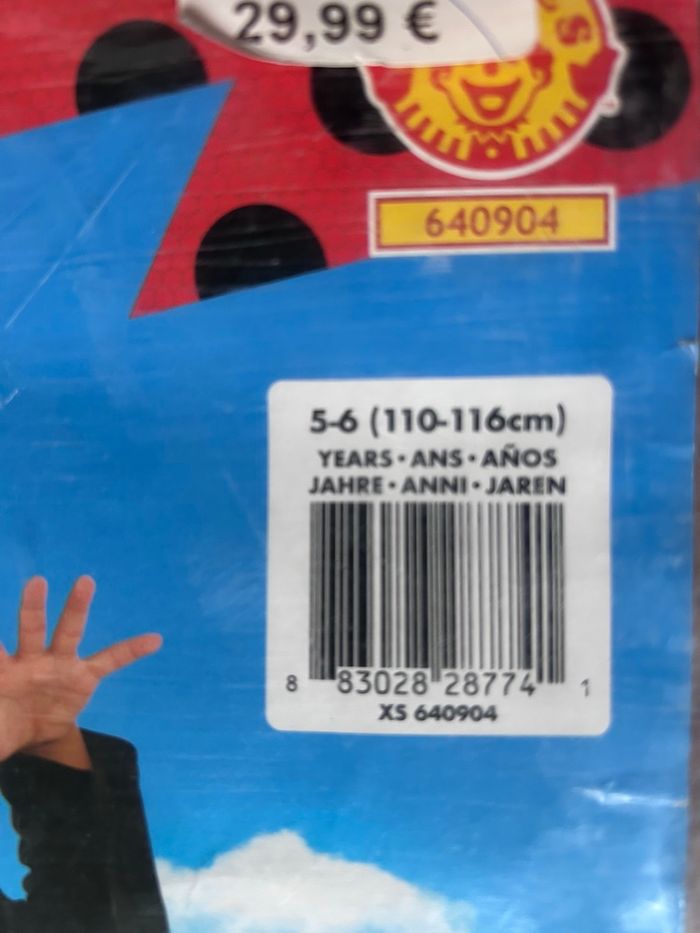 29,99 €
640904
5-6 (110-116cm)
YEARS • ANS • AÑOS
JAHRE • ANNI • JAREN
8 83028 28774 1
XS 640904